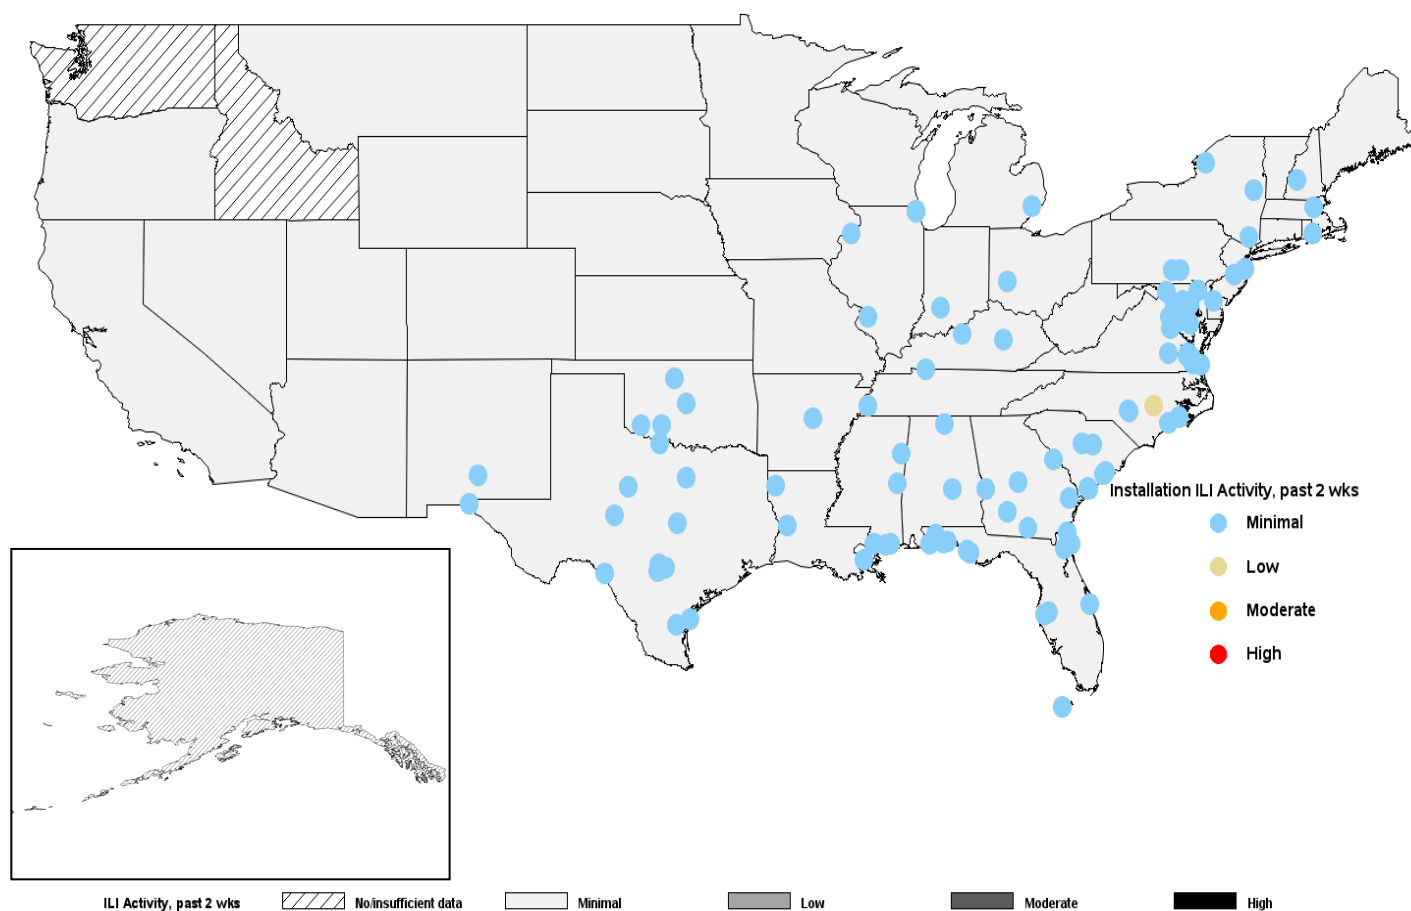 Installation ILI Activity, past 2 wks
Minimal
Low
Moderate
High
ILI Activity, past 2 wks No/insufficient data Minimal Low Moderate High